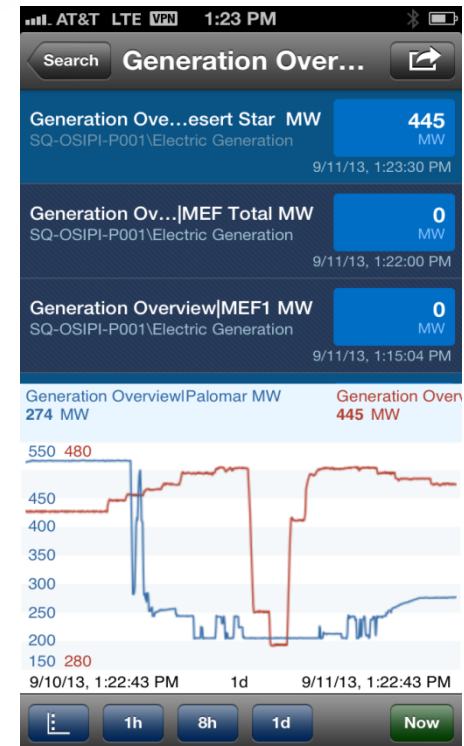 AT&T LTE VPN 1:23 PM
Search Generation Over...
Generation Ove...esert Star MW 445
SQ-OSIPI-P001\Electric Generation MW
9/11/13, 1:23:30 PM
Generation Ov...|MEF Total MW 0
SQ-OSIPI-P001\Electric Generation MW
9/11/13, 1:22:00 PM
Generation Overview|MEF1 MW 0
SQ-OSIPI-P001\Electric Generation MW
9/11/13, 1:15:04 PM
Generation Overview|Palomar MW Generation Overv
274 MW 445 MW
550 480
450
400
350
300
250
200
150 280
9/10/13, 1:22:43 PM 1d 9/11/13, 1:22:43 PM
1h 8h 1d Now